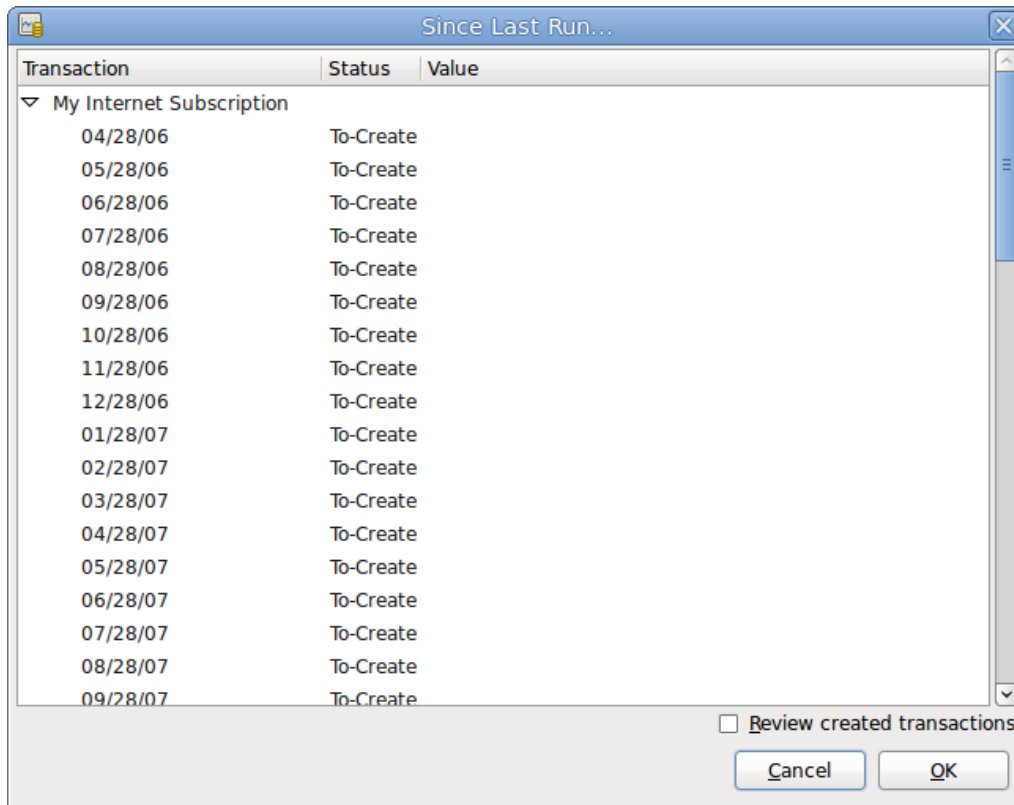 Since Last Run...
Transaction Status Value
My Internet Subscription
04/28/06 To-Create
05/28/06 To-Create
06/28/06 To-Create
07/28/06 To-Create
08/28/06 To-Create
09/28/06 To-Create
10/28/06 To-Create
11/28/06 To-Create
12/28/06 To-Create
01/28/07 To-Create
02/28/07 To-Create
03/28/07 To-Create
04/28/07 To-Create
05/28/07 To-Create
06/28/07 To-Create
07/28/07 To-Create
08/28/07 To-Create
09/28/07 To-Create
Review created transactions
Cancel OK